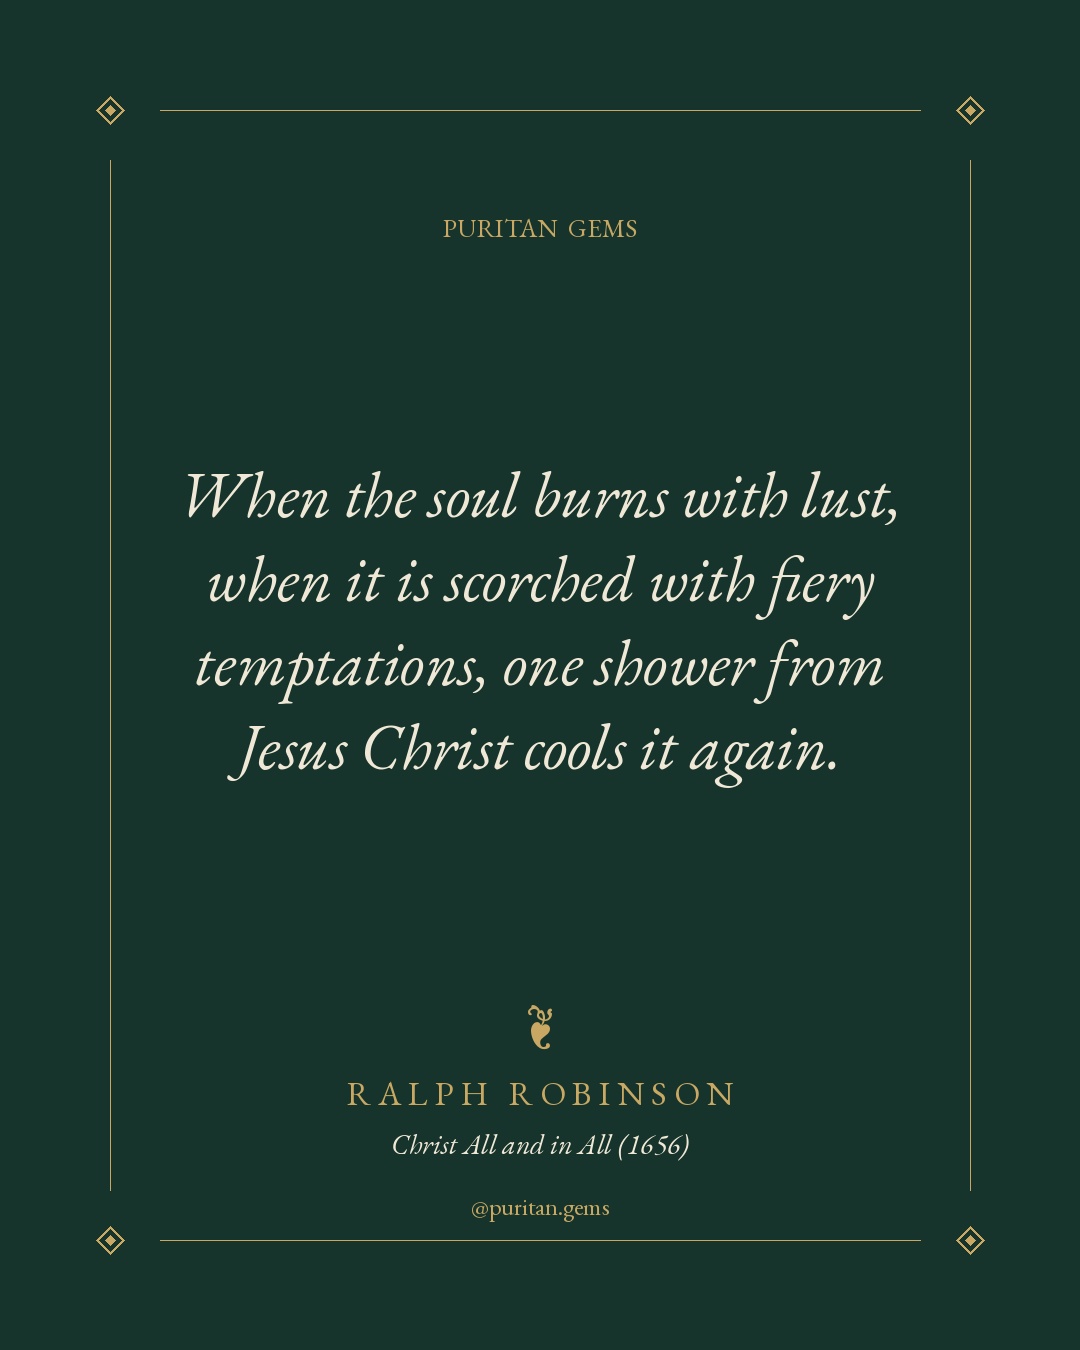 PURITAN GEMS
When the soul burns with lust,
when it is scorched with fiery
temptations, one shower from
Jesus Christ cools it again.
RALPH ROBINSON
Christ All and in All (1656)
@puritan.gems